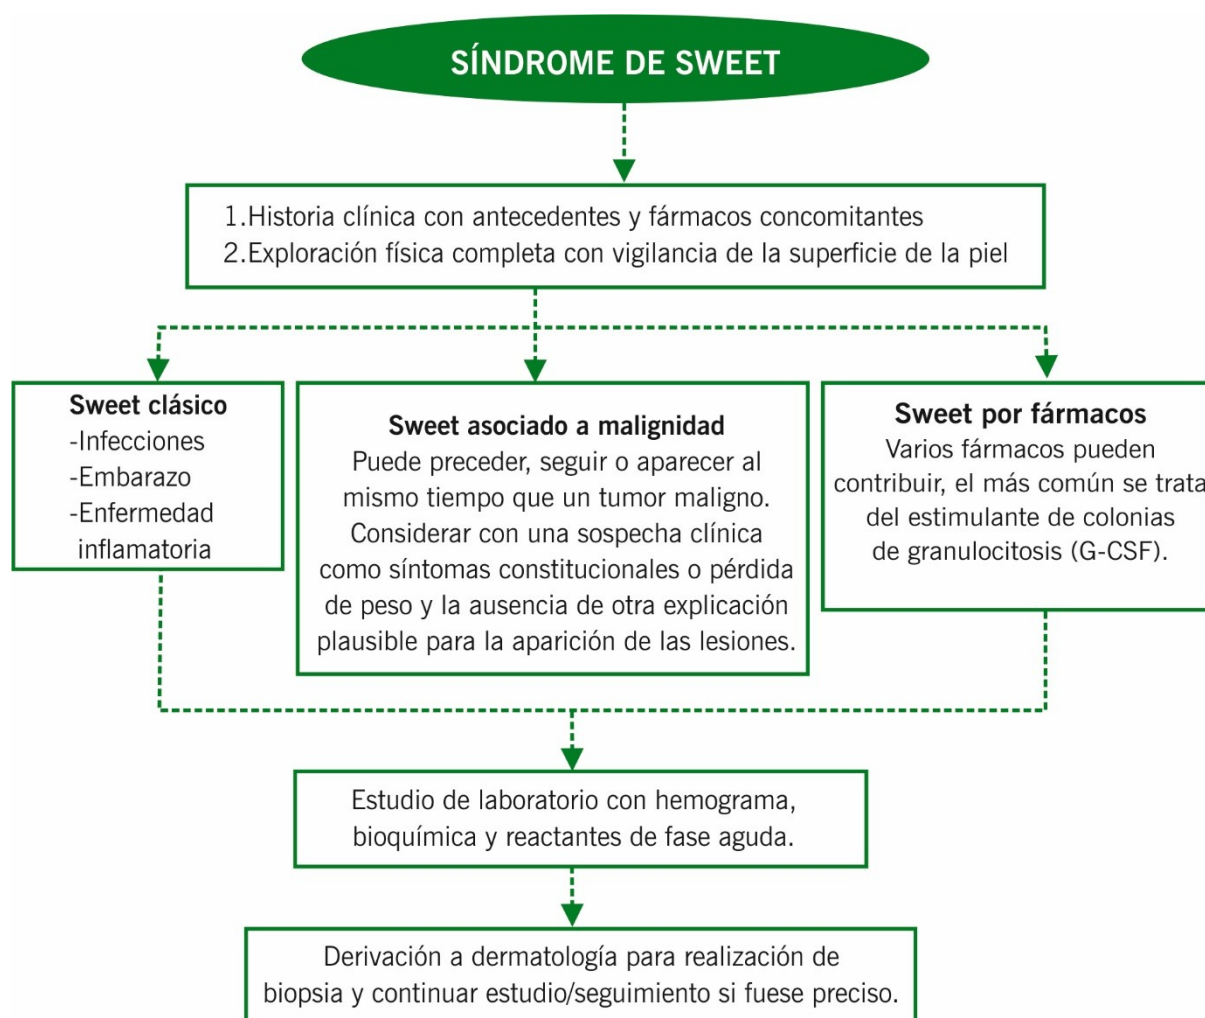 SÍNDROME DE SWEET
1.Historia clínica con antecedentes y fármacos concomitantes
2.Exploración física completa con vigilancia de la superficie de la piel
Sweet clásico
-Infecciones
-Embarazo
-Enfermedad
inflamatoria
Sweet asociado a malignidad
Puede preceder, seguir o aparecer al
mismo tiempo que un tumor maligno.
Considerar con una sospecha clínica
como síntomas constitucionales o pérdida
de peso y la ausencia de otra explicación
plausible para la aparición de las lesiones.
Sweet por fármacos
Varios fármacos pueden
contribuir, el más común se trata
del estimulante de colonias
de granulocitosis (G-CSF).
Estudio de laboratorio con hemograma,
bioquímica y reactantes de fase aguda.
Derivación a dermatología para realización de
biopsia y continuar estudio/seguimiento si fuese preciso.